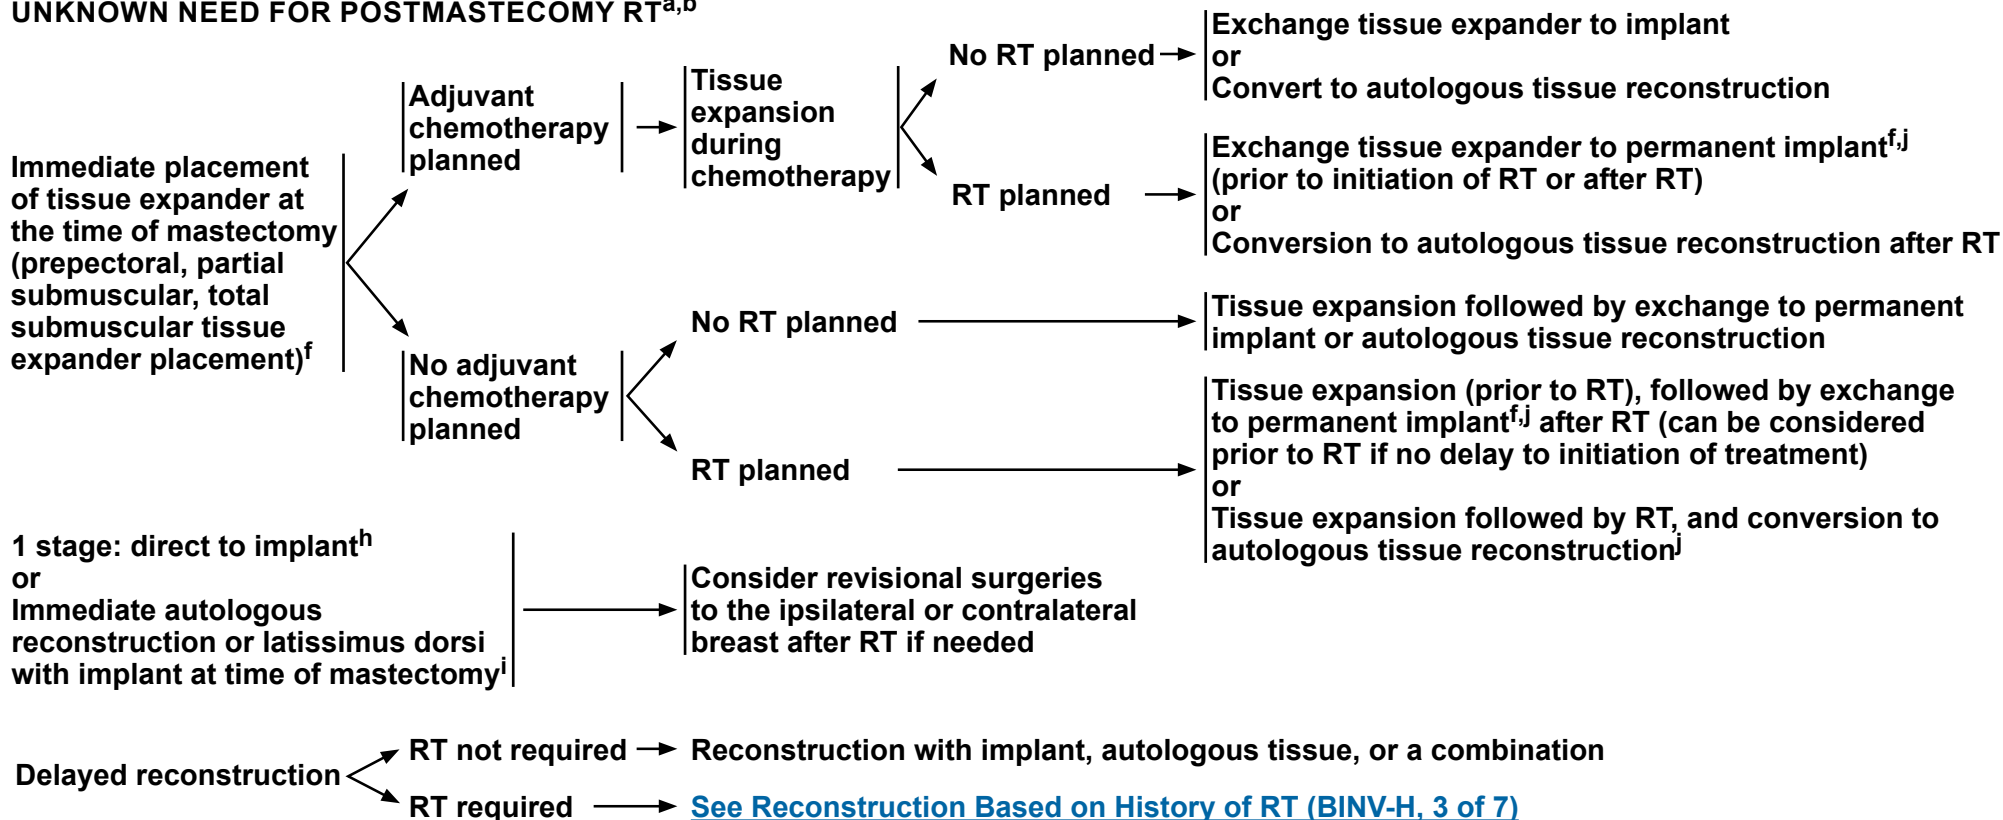 UNKNOWN NEED FOR POSTMASTECOMY RTa,b
Immediate placement
of tissue expander at
the time of mastectomy
(prepectoral, partial
submuscular, total
submuscular tissue
expander placement)f
Adjuvant
chemotherapy
planned
Tissue
expansion
during
chemotherapy
No RT planned
Exchange tissue expander to implant
or
Convert to autologous tissue reconstruction
RT planned
Exchange tissue expander to permanent implantf,j
(prior to initiation of RT or after RT)
or
Conversion to autologous tissue reconstruction after RT
No adjuvant
chemotherapy
planned
No RT planned
Tissue expansion followed by exchange to permanent
implant or autologous tissue reconstruction
RT planned
Tissue expansion (prior to RT), followed by exchange
to permanent implantf,j after RT (can be considered
prior to RT if no delay to initiation of treatment)
or
Tissue expansion followed by RT, and conversion to
autologous tissue reconstructionj
1 stage: direct to implanth
or
Immediate autologous
reconstruction or latissimus dorsi
with implant at time of mastectomyi
Consider revisional surgeries
to the ipsilateral or contralateral
breast after RT if needed
Delayed reconstruction
RT not required
Reconstruction with implant, autologous tissue, or a combination
RT required
See Reconstruction Based on History of RT (BINV-H, 3 of 7)